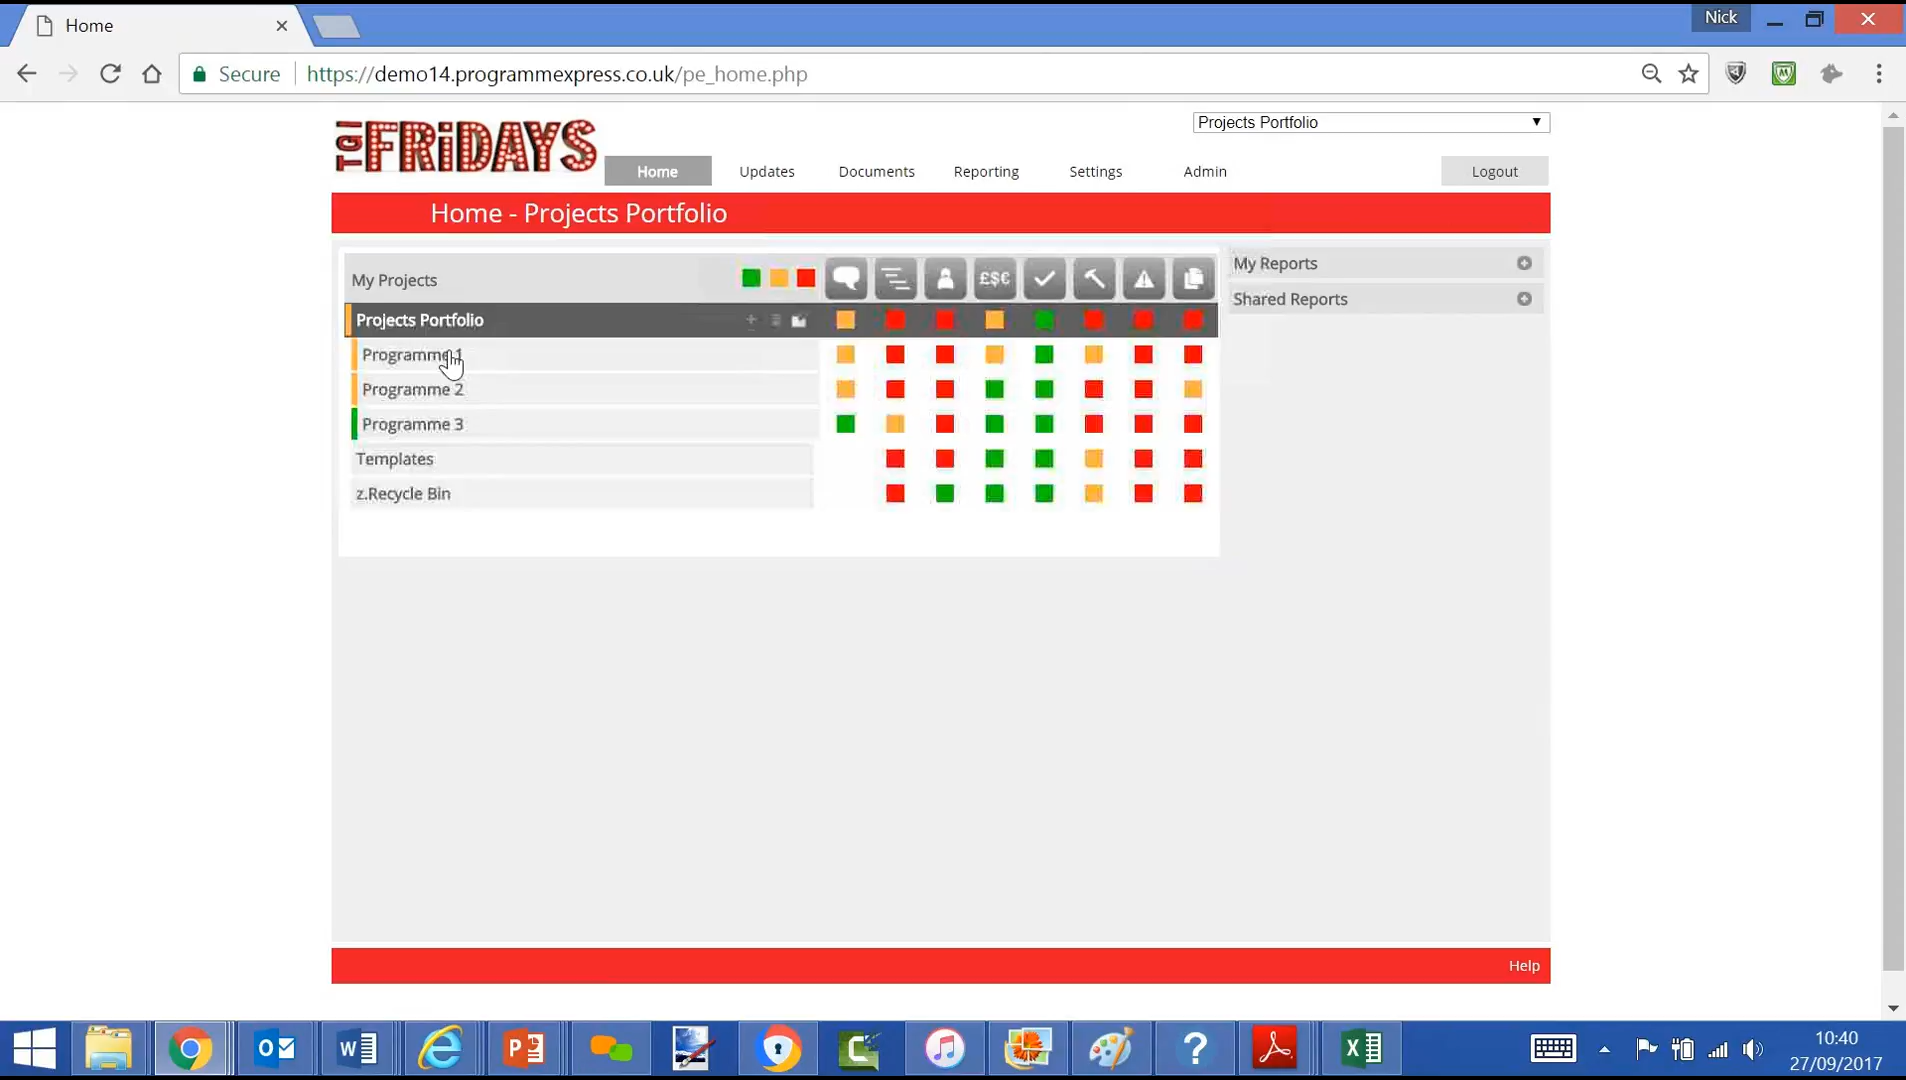 Home
Nick
Secure
https://demo14.programmexpress.co.uk/pe_home.php
TGI FRiDAYS
Projects Portfolio
Home
Updates
Documents
Reporting
Settings
Admin
Logout
Home - Projects Portfolio
My Projects
£$€
My Reports
Shared Reports
Projects Portfolio
Programme 1
Programme 2
Programme 3
Templates
z.Recycle Bin
Help
10:40
27/09/2017